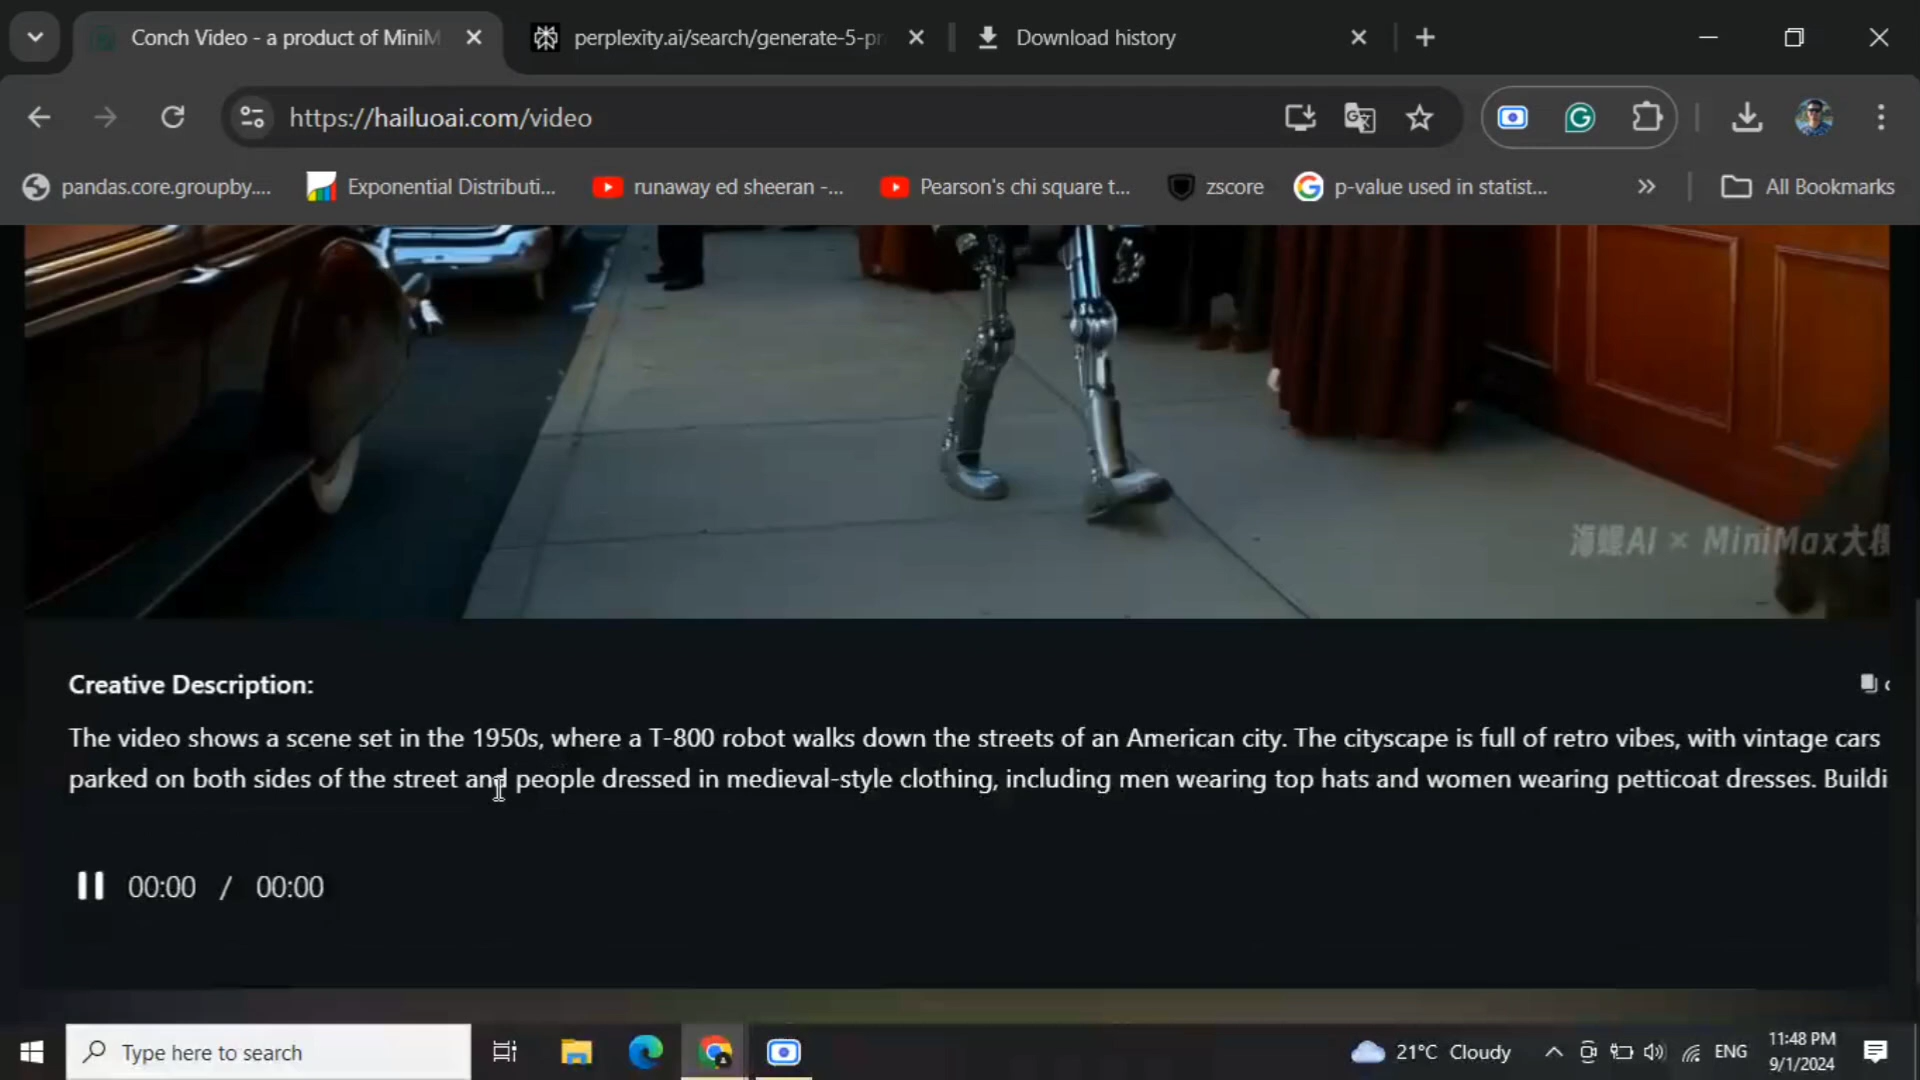 Conch Video - a product of MiniM
perplexity.ai/search/generate-5-pr
Download history
https://hailuoai.com/video
pandas.core.groupby....
Exponential Distributi...
runaway ed sheeran -...
Pearson's chi square t...
zscore
p-value used in statist...
All Bookmarks
海螺AI × MiniMax大模
Creative Description:
The video shows a scene set in the 1950s, where a T-800 robot walks down the streets of an American city. The cityscape is full of retro vibes, with vintage cars
parked on both sides of the street and people dressed in medieval-style clothing, including men wearing top hats and women wearing petticoat dresses. Buildi
00:00 / 00:00
Type here to search
21°C Cloudy
ENG
11:48 PM
9/1/2024